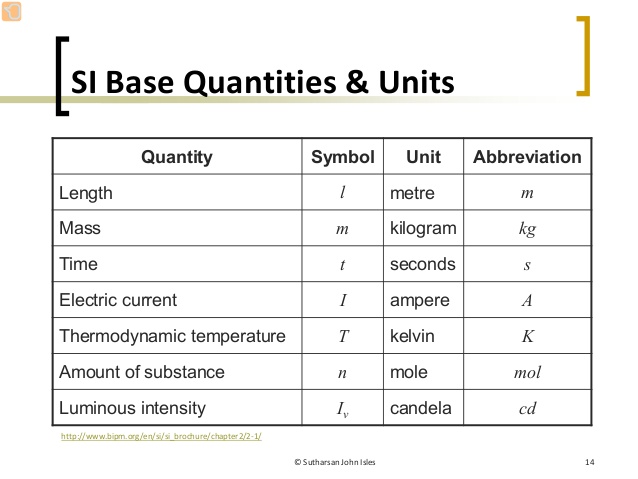 SI Base Quantities & Units
Quantity Symbol Unit Abbreviation
Length l metre m
Mass m kilogram kg
Time t seconds s
Electric current I ampere A
Thermodynamic temperature T kelvin K
Amount of substance n mole mol
Luminous intensity Iv candela cd
http://www.bipm.org/en/si/si_brochure/chapter2/2-1/
© Sutharsan John Isles 14